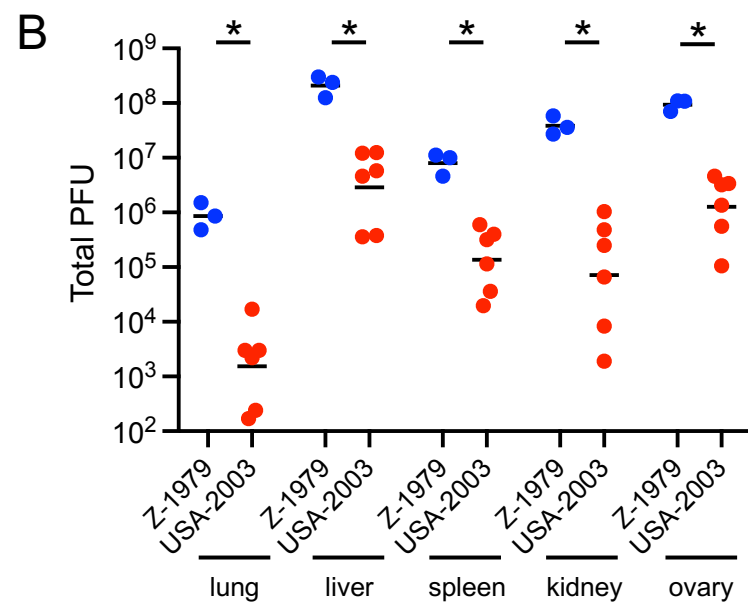 B
* * * * *
10⁹
10⁸
10⁷
10⁶
10⁵
10⁴
10³
10²
Total PFU
Z-1979 USA-2003 Z-1979 USA-2003 Z-1979 USA-2003 Z-1979 USA-2003 Z-1979 USA-2003
lung liver spleen kidney ovary